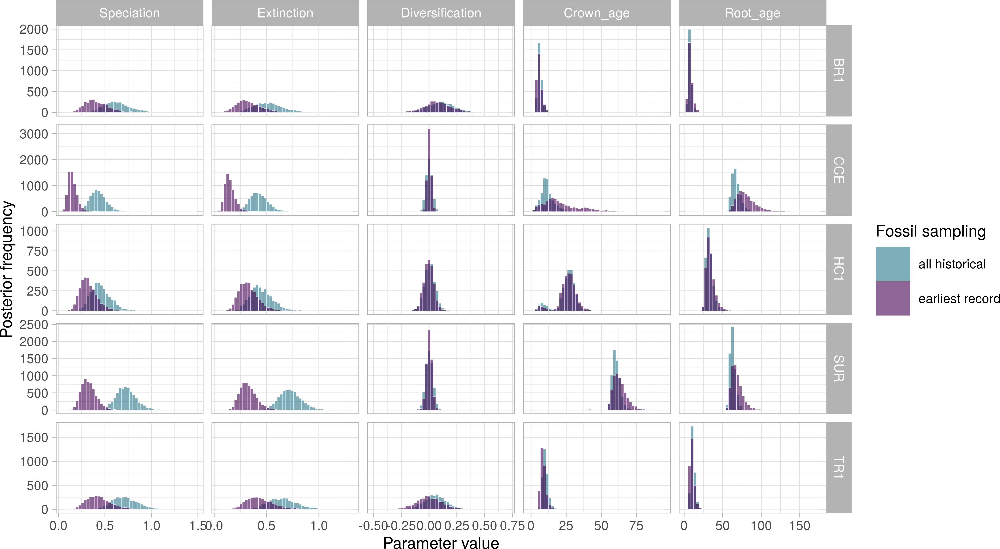 Speciation Extinction Diversification Crown_age Root_age
2000
1500
1000
500
0
BR1
3000
2000
1000
0
CCE
1000
750
500
250
0
HC1
2500
2000
1500
1000
500
0
SUR
1500
1000
500
0
TR1
0.0 0.5 1.0 1.5 0.0 0.5 1.0 -0.50 -0.25 0.00 0.25 0.50 0.75 0 25 50 75 0 50 100 150
Parameter value
Posterior frequency
Fossil sampling
all historical
earliest record